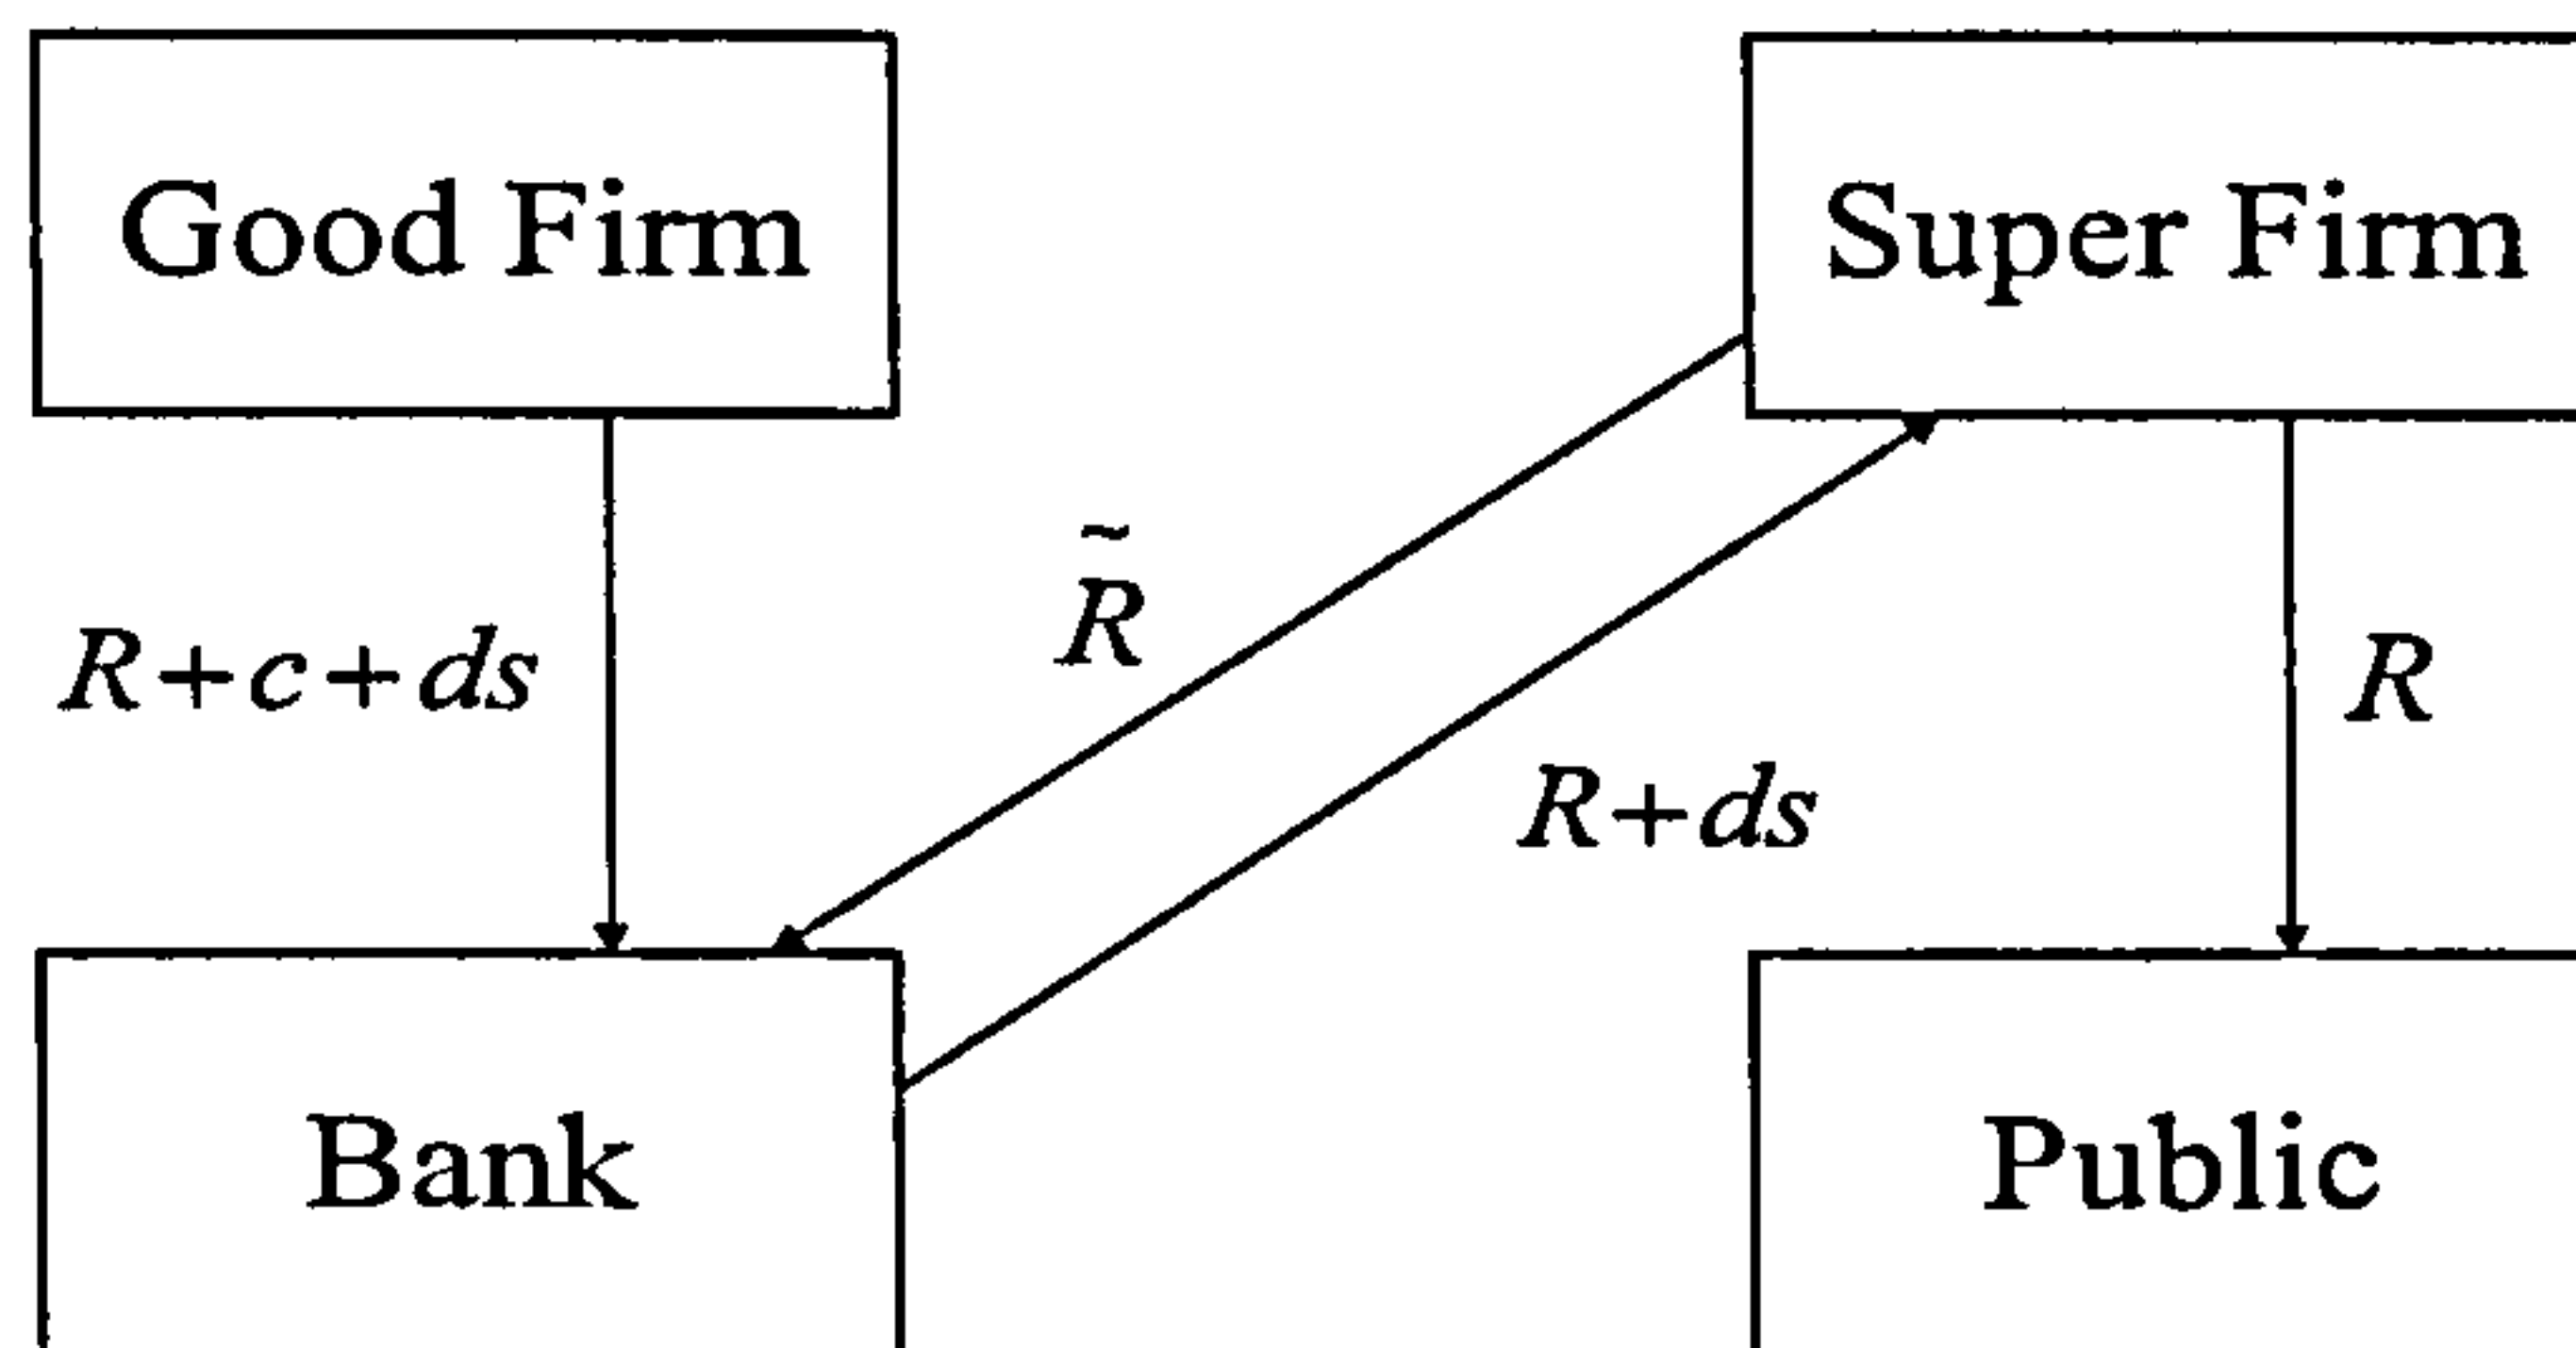 Good Firm
Super Firm
R̃
R+c+ds
R
R+ds
Bank
Public